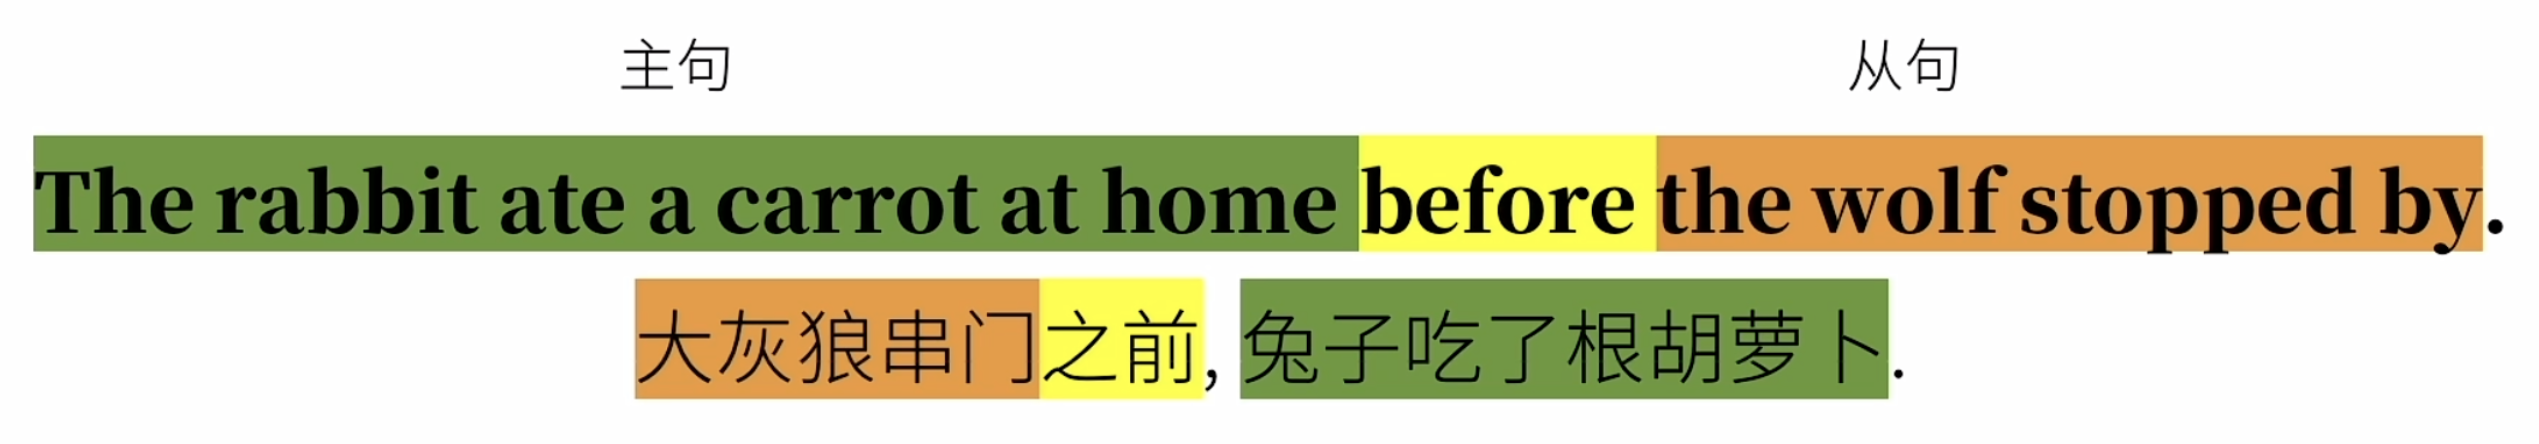 主句 从句
The rabbit ate a carrot at home before the wolf stopped by.
大灰狼串门之前, 兔子吃了根胡萝卜.